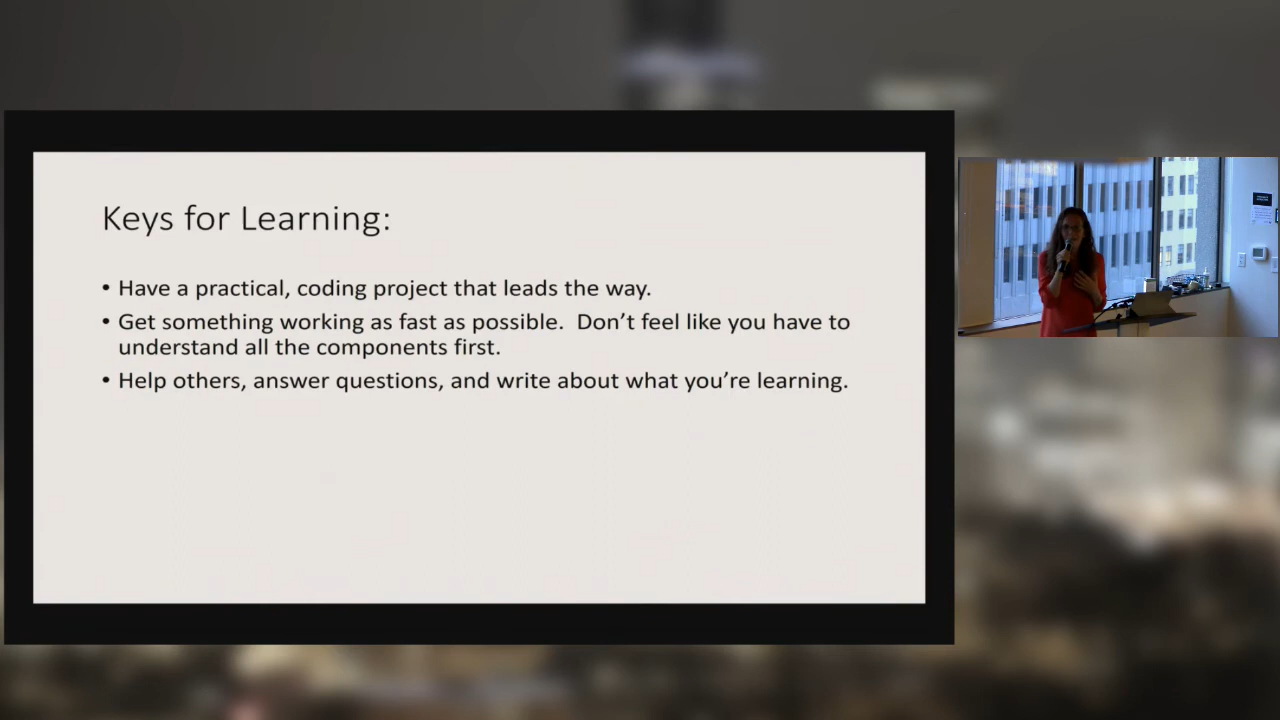 Keys for Learning:
• Have a practical, coding project that leads the way.
• Get something working as fast as possible.  Don’t feel like you have to
understand all the components first.
• Help others, answer questions, and write about what you’re learning.